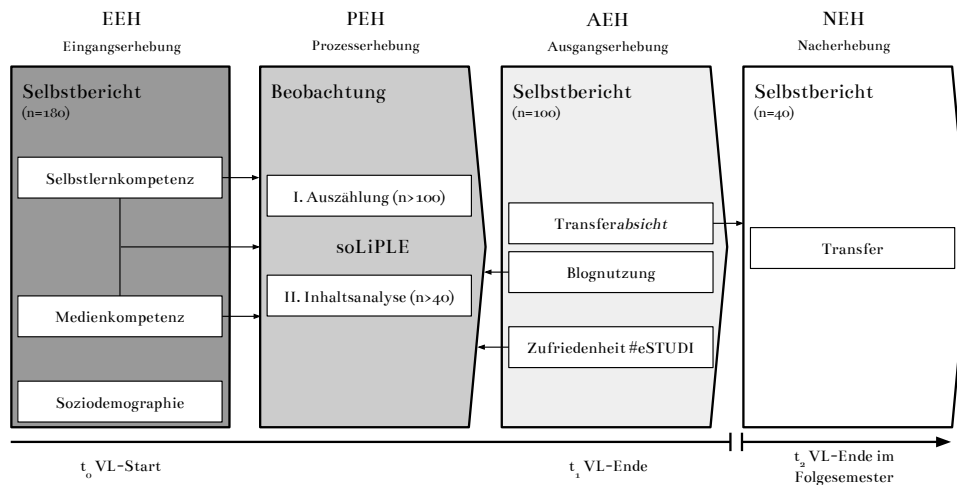 EEH
Eingangserhebung
PEH
Prozesserhebung
AEH
Ausgangserhebung
NEH
Nacherhebung
Selbstbericht
(n=180)
Selbstlernkompetenz
Medienkompetenz
Soziodemographie
Beobachtung
I. Auszählung (n>100)
soLiPLE
II. Inhaltsanalyse (n>40)
Selbstbericht
(n=100)
Transferabsicht
Blognutzung
Zufriedenheit #eSTUDI
Selbstbericht
(n=40)
Transfer
t₀ VL-Start
t₁ VL-Ende
t₂ VL-Ende im
Folgesemester